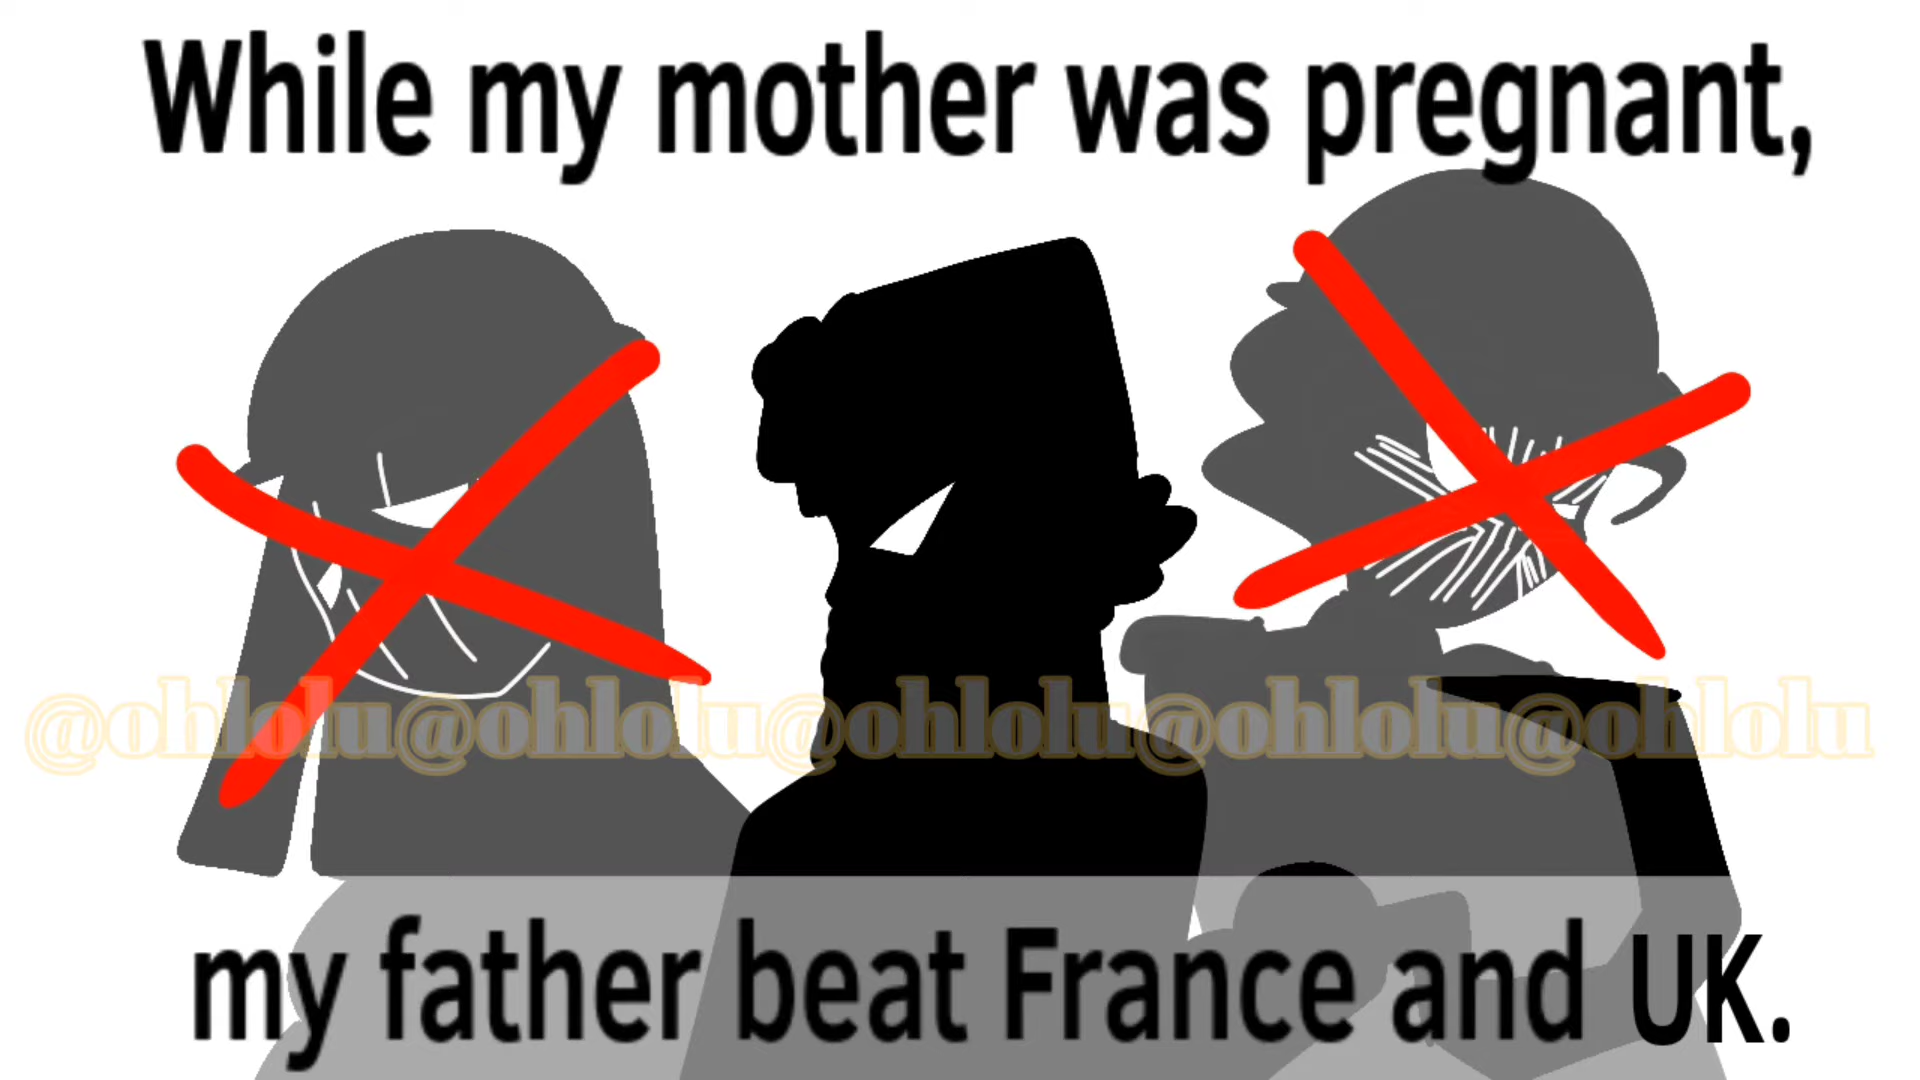 While my mother was pregnant,
@ohlolu@ohlolu@ohlolu@ohlolu@ohlolu
my father beat France and UK.